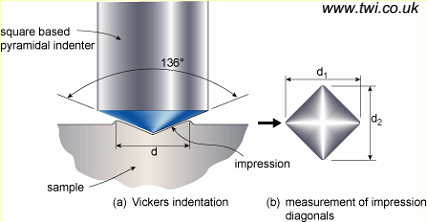 www.twi.co.uk
square based
pyramidal indenter
136°
d₁
d₂
d
impression
sample
(a) Vickers indentation
(b) measurement of impression
diagonals